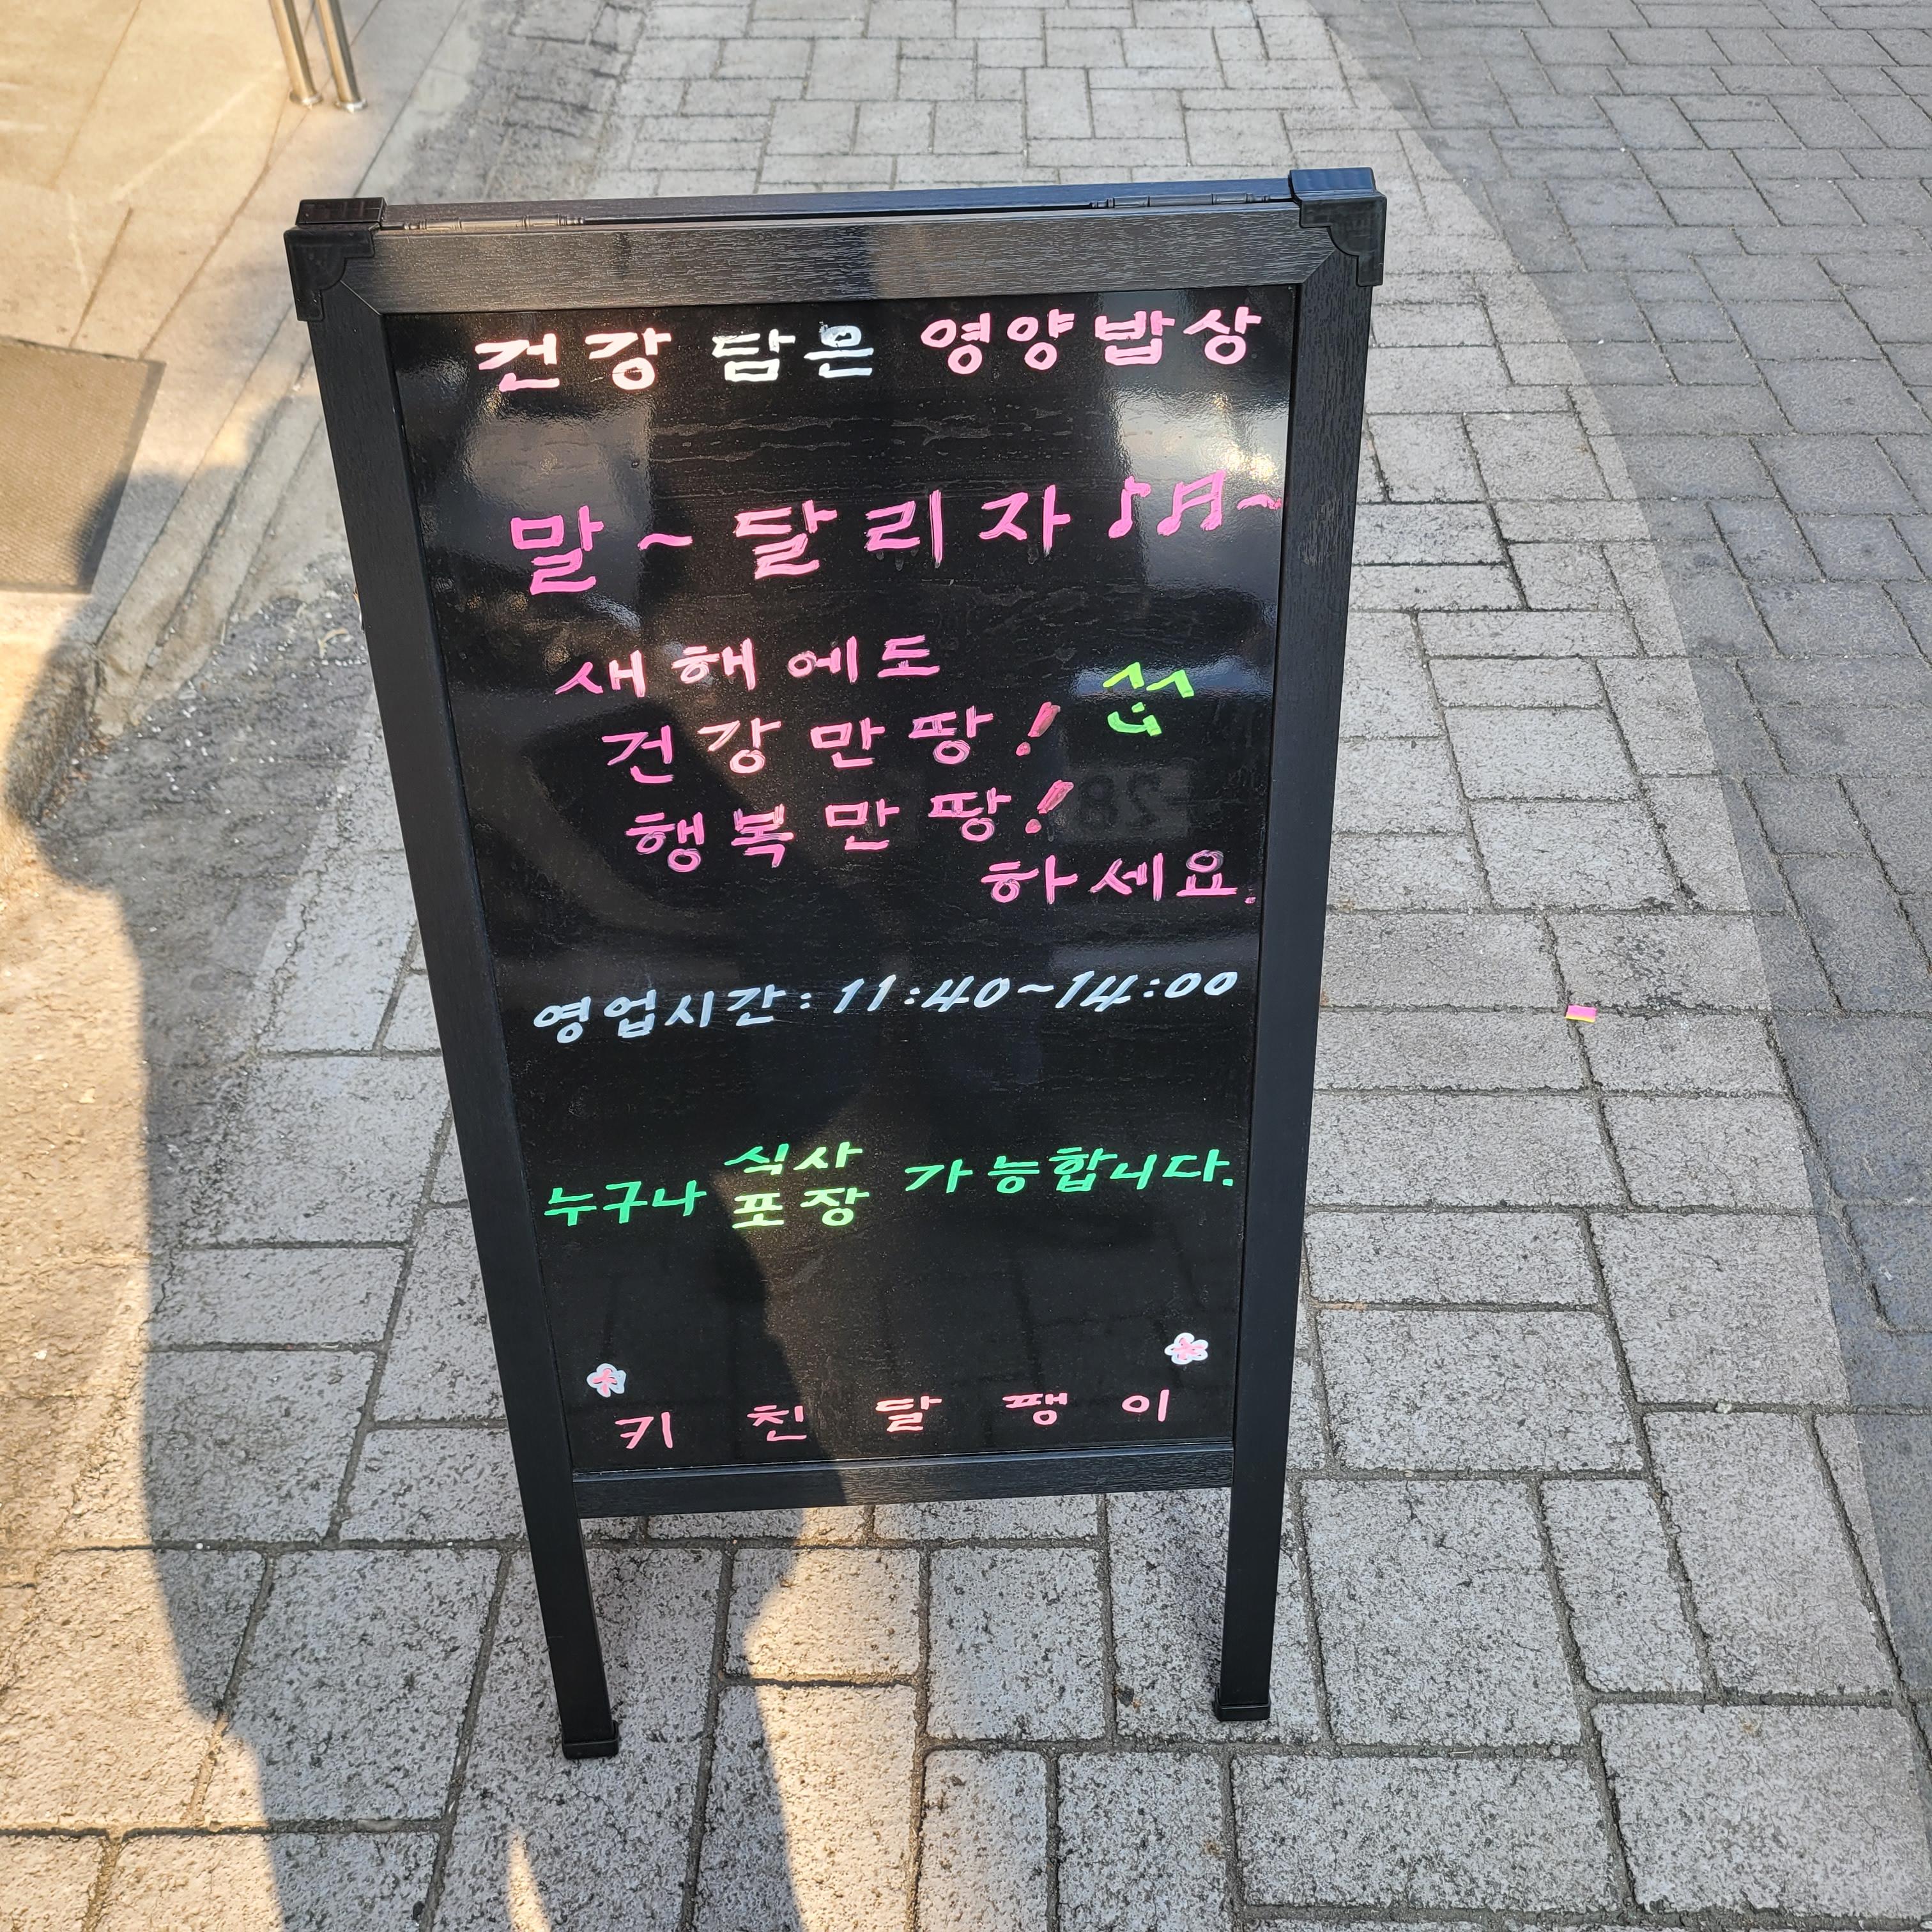 건강 담은 영양밥상
말~달리자 ♪♬~
새해에도
건강만땅! ^^
행복만땅!
하세요.
영업시간: 11:40~14:00
누구나 식사 가능합니다.
포장
키친달팽이